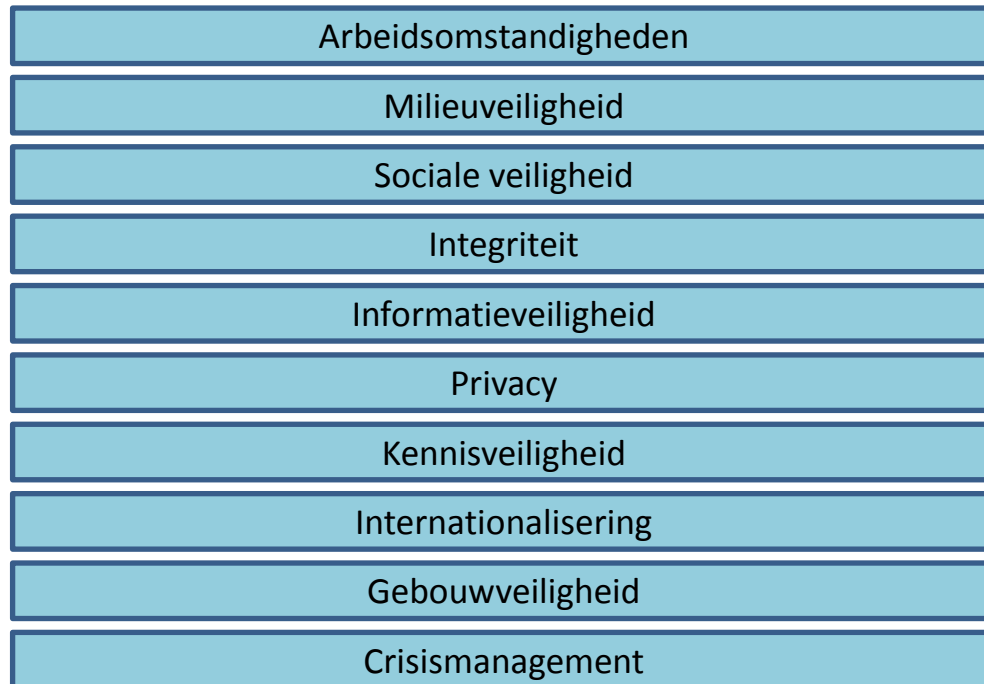 Arbeidsomstandigheden
Milieuveiligheid
Sociale veiligheid
Integriteit
Informatieveiligheid
Privacy
Kennisveiligheid
Internationalisering
Gebouwveiligheid
Crisismanagement